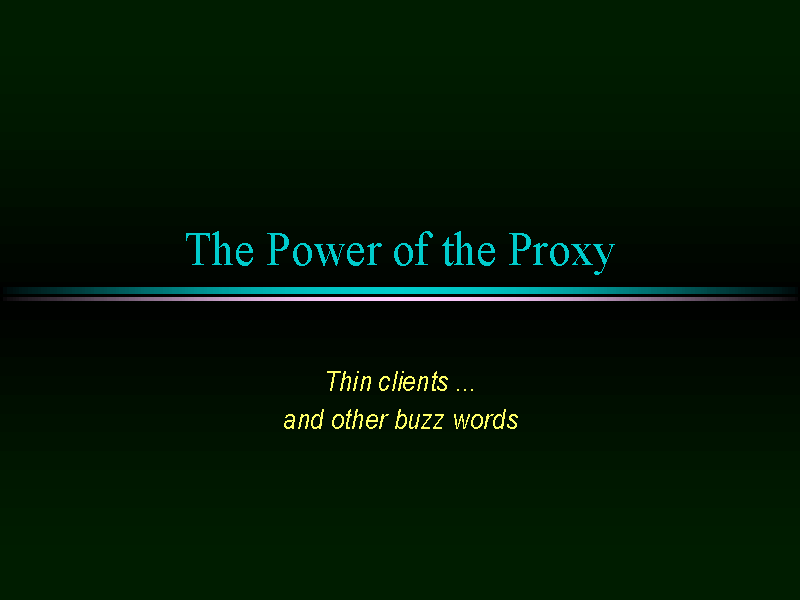 The Power of the Proxy
Thin clients ...
and other buzz words